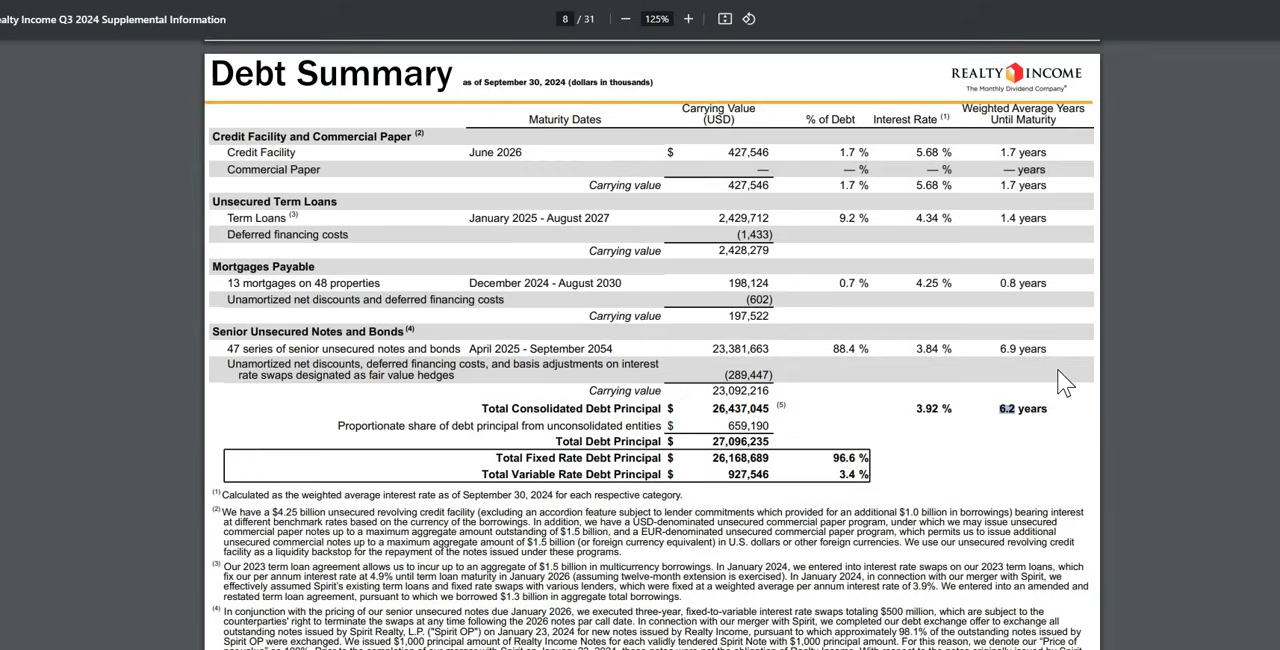 ealty Income Q3 2024 Supplemental Information
8 / 31
125%
Debt Summary as of September 30, 2024 (dollars in thousands)
REALTY INCOME
The Monthly Dividend Company®
Maturity Dates Carrying Value (USD) % of Debt Interest Rate (1) Weighted Average Years Until Maturity
Credit Facility and Commercial Paper (2)
Credit Facility June 2026 $ 427,546 1.7 % 5.68 % 1.7 years
Commercial Paper — — % — % — years
Carrying value 427,546 1.7 % 5.68 % 1.7 years
Unsecured Term Loans
Term Loans (3) January 2025 - August 2027 2,429,712 9.2 % 4.34 % 1.4 years
Deferred financing costs (1,433)
Carrying value 2,428,279
Mortgages Payable
13 mortgages on 48 properties December 2024 - August 2030 198,124 0.7 % 4.25 % 0.8 years
Unamortized net discounts and deferred financing costs (602)
Carrying value 197,522
Senior Unsecured Notes and Bonds (4)
47 series of senior unsecured notes and bonds April 2025 - September 2054 23,381,663 88.4 % 3.84 % 6.9 years
Unamortized net discounts, deferred financing costs, and basis adjustments on interest
rate swaps designated as fair value hedges (289,447)
Carrying value 23,092,216
Total Consolidated Debt Principal $ 26,437,045 (5) 3.92 % 6.2 years
Proportionate share of debt principal from unconsolidated entities $ 659,190
Total Debt Principal $ 27,096,235
Total Fixed Rate Debt Principal $ 26,168,689 96.6 %
Total Variable Rate Debt Principal $ 927,546 3.4 %
(1) Calculated as the weighted average interest rate as of September 30, 2024 for each respective category.
(2) We have a $4.25 billion unsecured revolving credit facility (excluding an accordion feature subject to lender commitments which provided for an additional $1.0 billion in borrowings) bearing interest
at different benchmark rates based on the currency of the borrowings. In addition, we have a USD-denominated unsecured commercial paper program, under which we may issue unsecured
commercial paper notes up to a maximum aggregate amount outstanding of $1.5 billion, and a EUR-denominated unsecured commercial paper program, which permits us to issue additional
unsecured commercial notes up to a maximum aggregate amount of $1.5 billion (or foreign currency equivalent) in U.S. dollars or other foreign currencies. We use our unsecured revolving credit
facility as a liquidity backstop for the repayment of the notes issued under these programs.
(3) Our 2023 term loan agreement allows us to incur up to an aggregate of $1.5 billion in multicurrency borrowings. In January 2024, we entered into interest rate swaps on our 2023 term loans, which
fix our per annum interest rate at 4.9% until term loan maturity in January 2026 (assuming twelve-month extension is exercised). In January 2024, in connection with our merger with Spirit, we
effectively assumed Spirit's existing term loans and fixed rate swaps with various lenders, which were fixed at a weighted average per annum interest rate of 3.9%. We entered into an amended and
restated term loan agreement, pursuant to which we borrowed $1.3 billion in aggregate total borrowings.
(4) In conjunction with the pricing of our senior unsecured notes due January 2026, we executed three-year, fixed-to-variable interest rate swaps totaling $500 million, which are subject to the
counterparties' right to terminate the swaps at any time following the 2026 notes par call date. In connection with our merger with Spirit, we completed our debt exchange offer to exchange all
outstanding notes issued by Spirit Realty, L.P. ("Spirit OP") on January 23, 2024 for new notes issued by Realty Income, pursuant to which approximately 98.1% of the outstanding notes issued by
Spirit OP were exchanged. We issued $1,000 principal amount of Realty Income Notes for each validly tendered Spirit Note with $1,000 principal amount. For this reason, we denote our "Price of